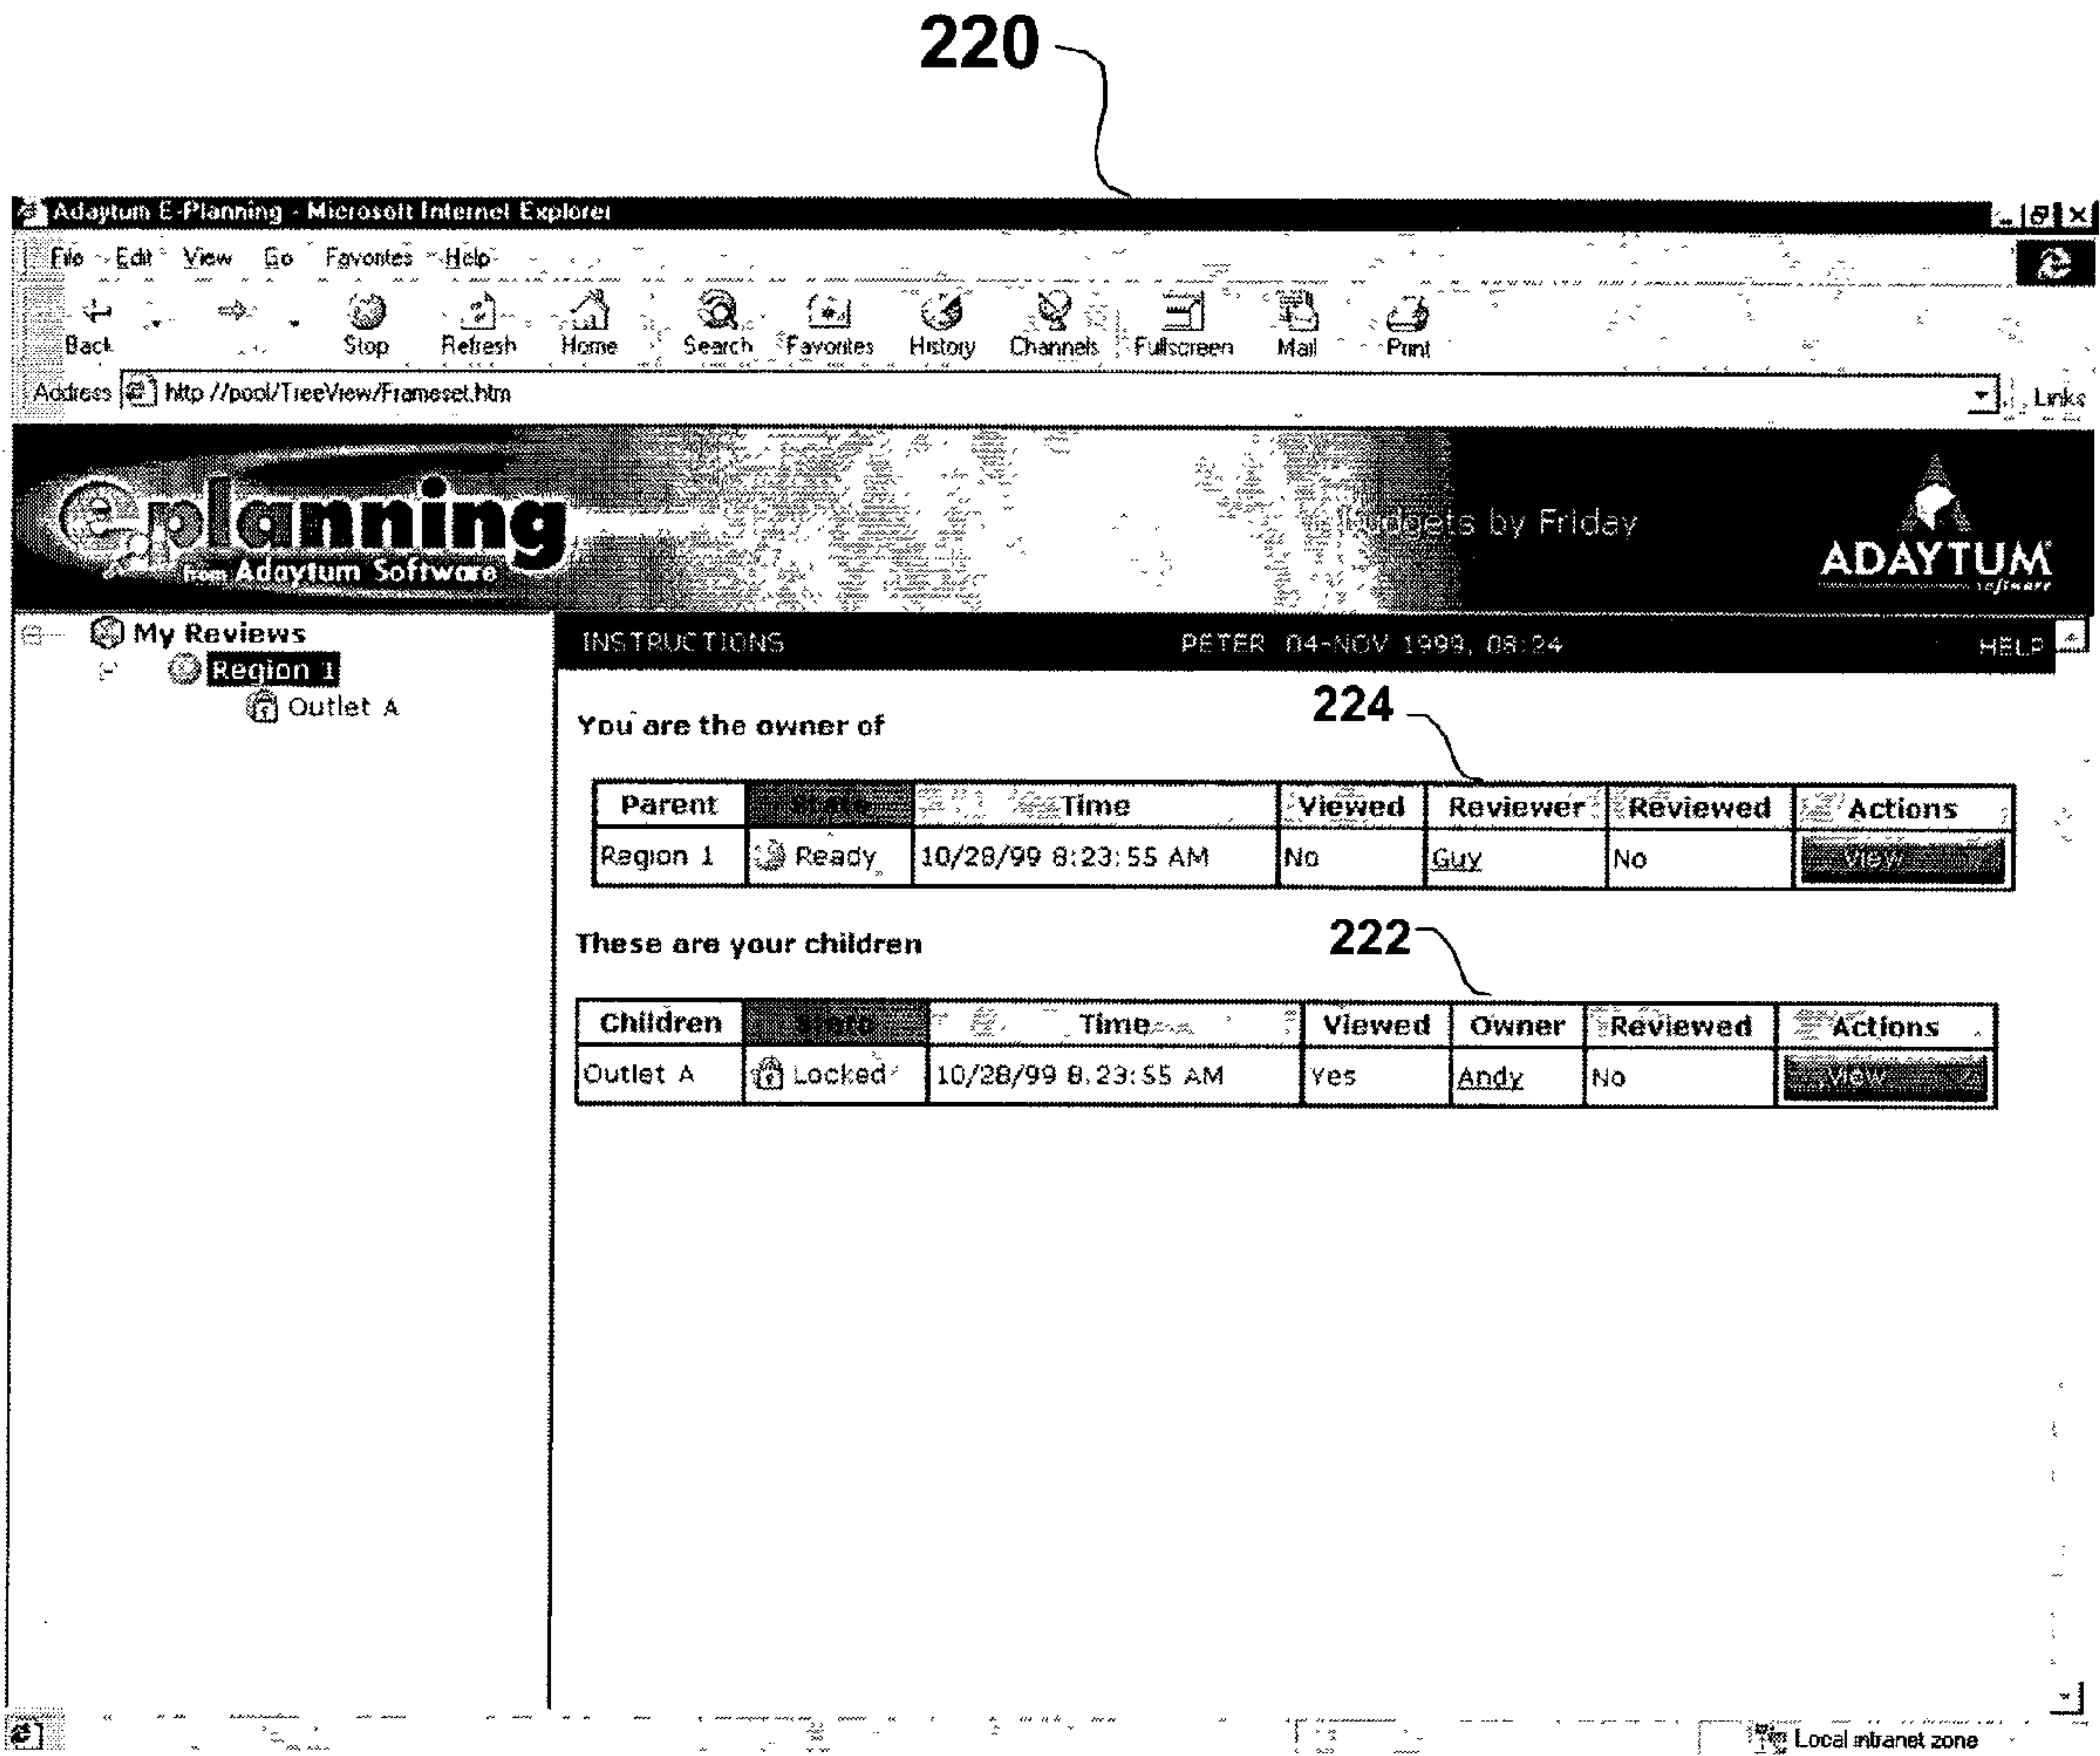 220
Adaytum E-Planning - Microsoft Internet Explorer
File Edit View Go Favorites Help
Back Stop Refresh Home Search Favorites History Channels Fullscreen Mail Print
Address http //pool/TreeView/Frameset.htm Links
eplanning
from Adaytum Software
Budgets by Friday
ADAYTUM
software
My Reviews
Region 1
Outlet A
INSTRUCTIONS PETER 04-NOV 1999, 08:24 HELP
224
You are the owner of
Parent State Time Viewed Reviewer Reviewed Actions
Region 1 Ready 10/28/99 8:23:55 AM No Guy No View
222
These are your children
Children State Time Viewed Owner Reviewed Actions
Outlet A Locked 10/28/99 8.23:55 AM Yes Andy No View
Local intranet zone